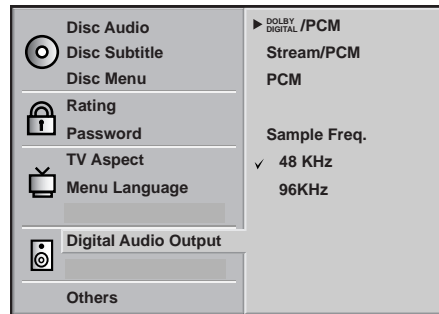 Disc Audio
Disc Subtitle
Disc Menu
Rating
Password
TV Aspect
Menu Language
Digital Audio Output
Others
DOLBY DIGITAL /PCM
Stream/PCM
PCM
Sample Freq.
48 KHz
96KHz